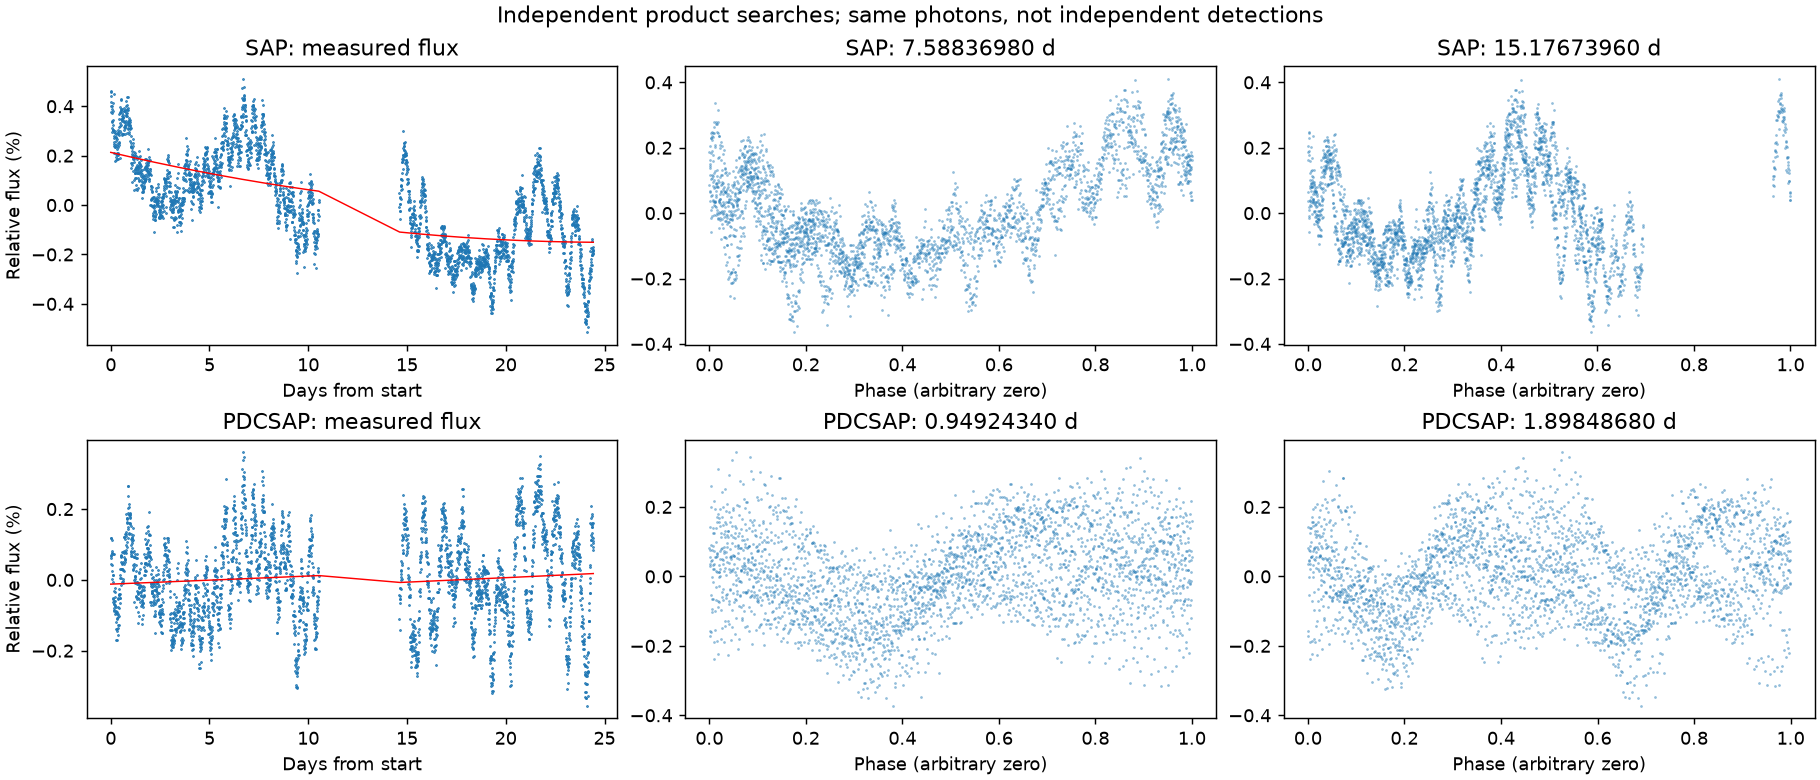 Independent product searches; same photons, not independent detections
SAP: measured flux
SAP: 7.58836980 d
SAP: 15.17673960 d
Relative flux (%)
0.4
0.2
0.0
−0.2
−0.4
0 5 10 15 20 25
Days from start
0.4
0.2
0.0
−0.2
−0.4
0.0 0.2 0.4 0.6 0.8 1.0
Phase (arbitrary zero)
0.4
0.2
0.0
−0.2
−0.4
0.0 0.2 0.4 0.6 0.8 1.0
Phase (arbitrary zero)
PDCSAP: measured flux
PDCSAP: 0.94924340 d
PDCSAP: 1.89848680 d
Relative flux (%)
0.2
0.0
−0.2
0 5 10 15 20 25
Days from start
0.2
0.0
−0.2
−0.4
0.0 0.2 0.4 0.6 0.8 1.0
Phase (arbitrary zero)
0.2
0.0
−0.2
−0.4
0.0 0.2 0.4 0.6 0.8 1.0
Phase (arbitrary zero)